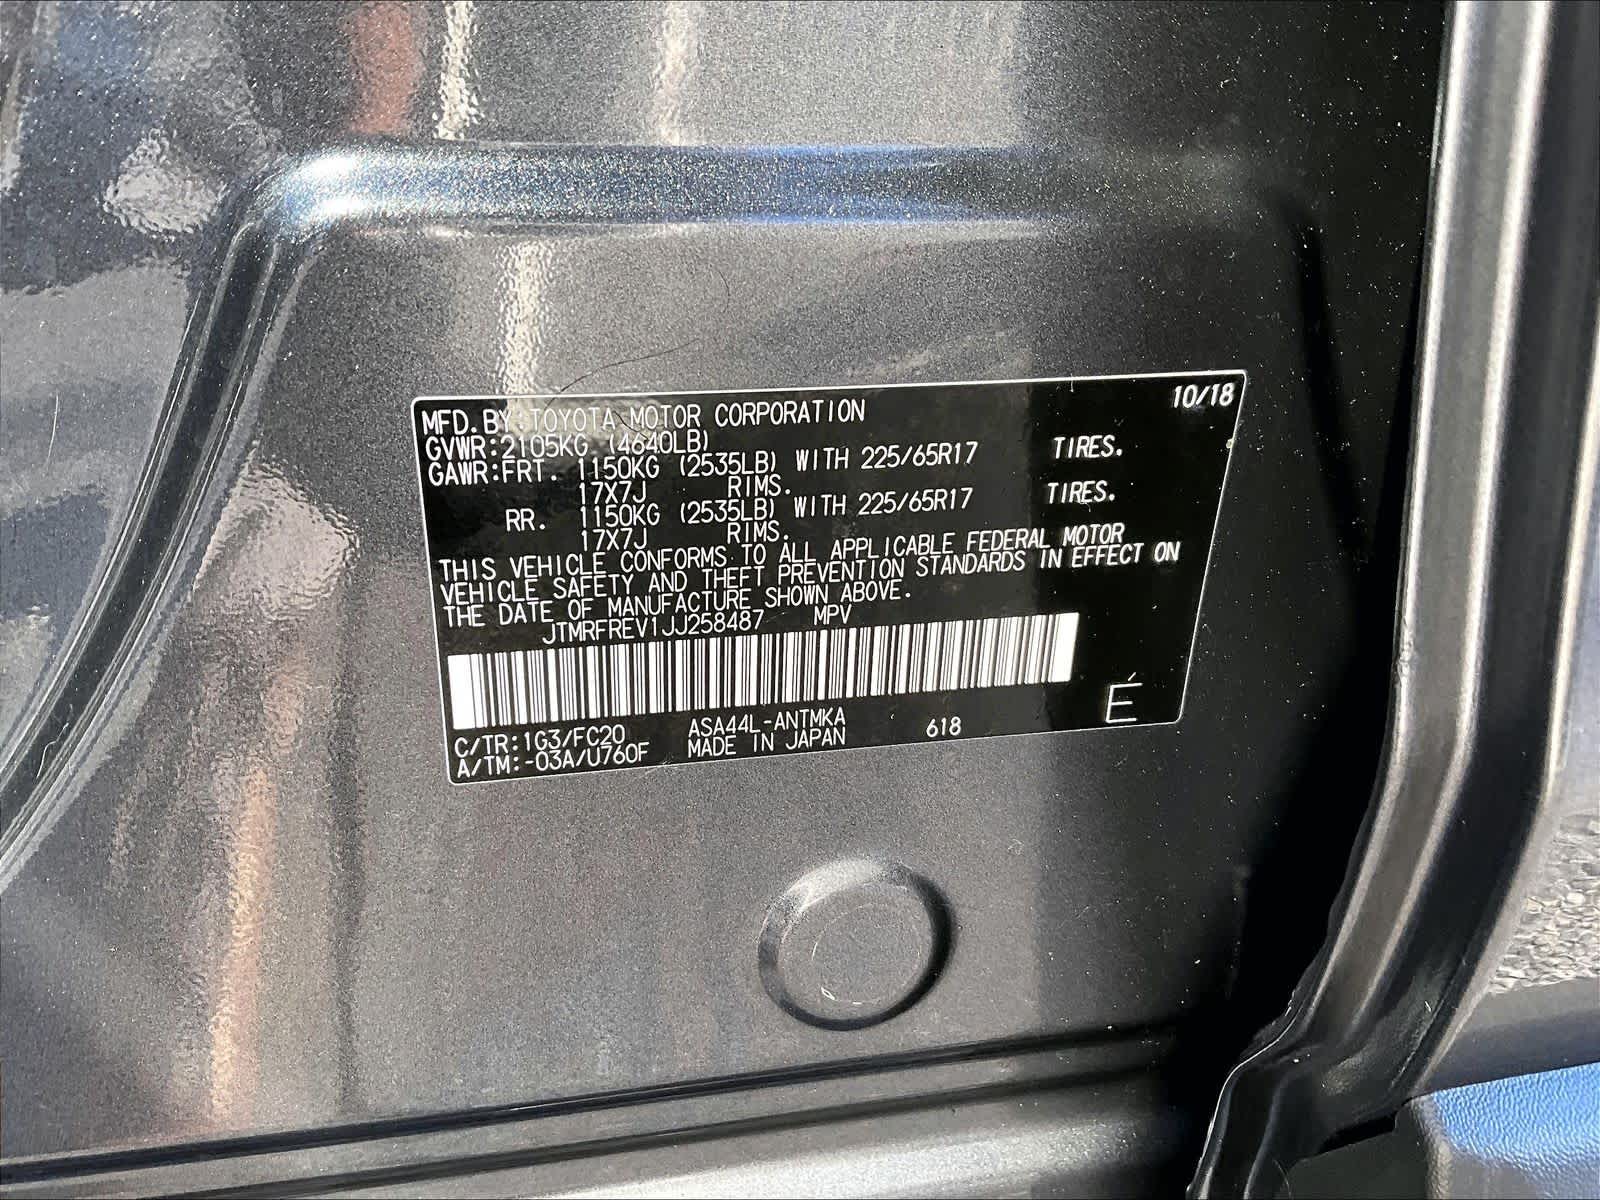 10/18
MFD. BY: TOYOTA MOTOR CORPORATION
GVWR: 2105KG (4640LB)
GAWR: FRT. 1150KG (2535LB) WITH 225/65R17 TIRES.
17X7J RIMS.
RR. 1150KG (2535LB) WITH 225/65R17 TIRES.
17X7J RIMS.
THIS VEHICLE CONFORMS TO ALL APPLICABLE FEDERAL MOTOR
VEHICLE SAFETY AND THEFT PREVENTION STANDARDS IN EFFECT ON
THE DATE OF MANUFACTURE SHOWN ABOVE.
JTMRFREV1JJ258487 MPV
É
C/TR: 1G3/FC20 ASA44L-ANTMKA 618
A/TM: -03A/U760F MADE IN JAPAN